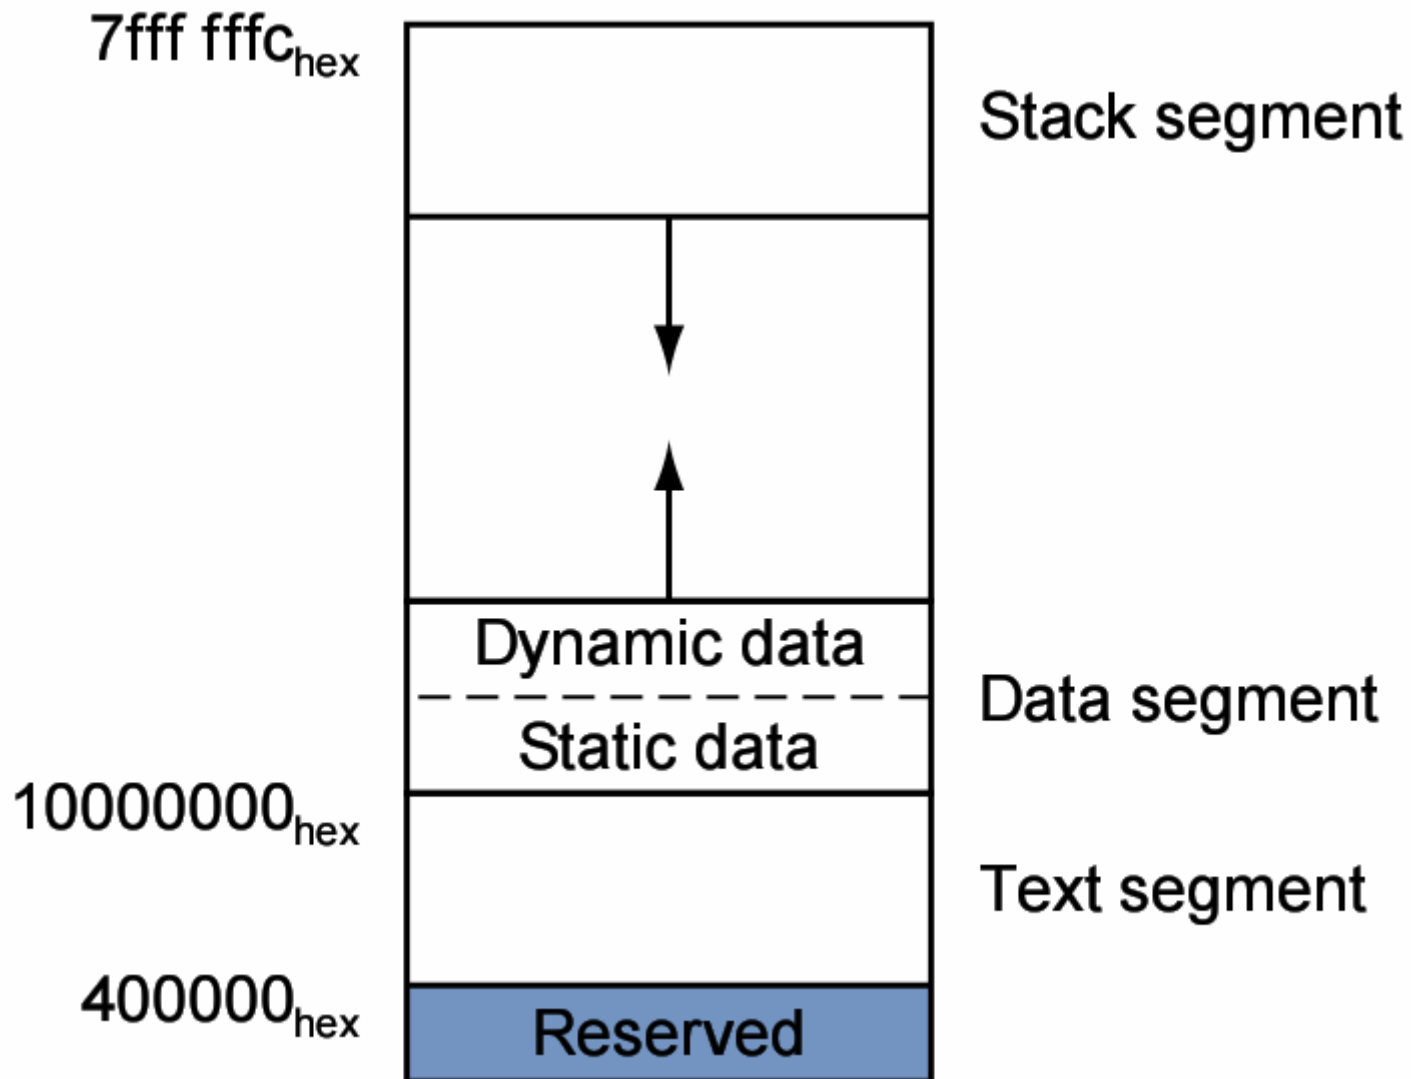 7fff fffchex
Stack segment
Dynamic data
Data segment
Static data
10000000hex
Text segment
400000hex
Reserved